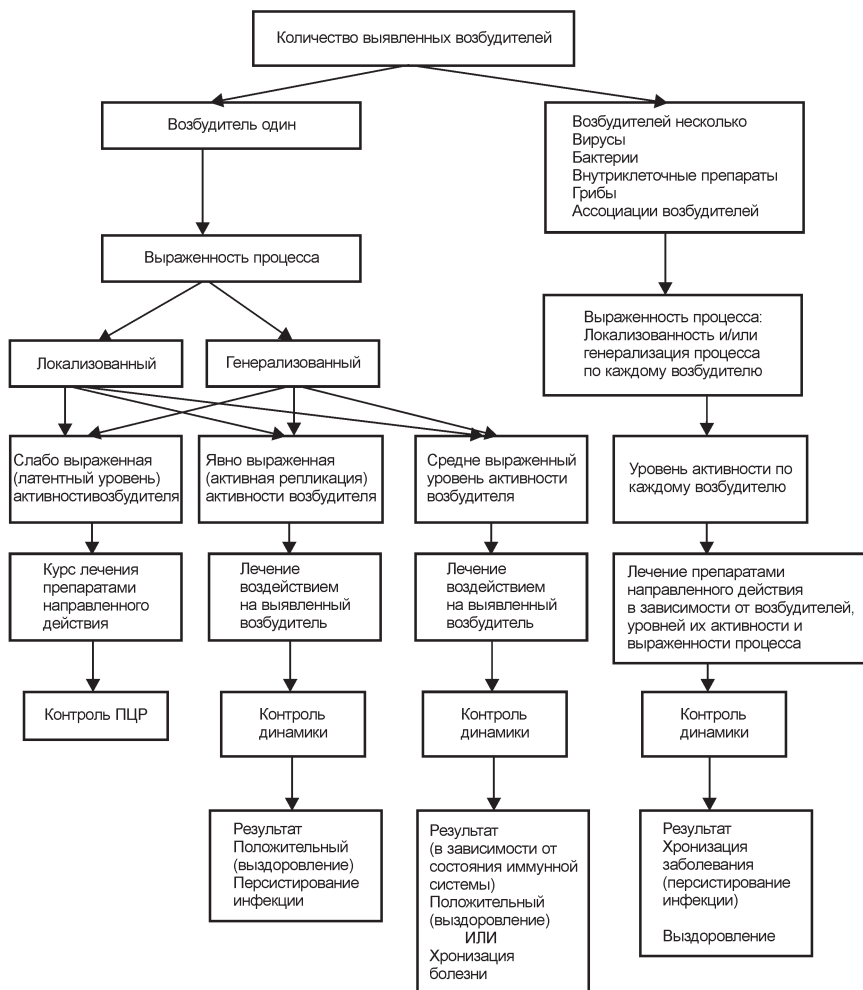 Количество выявленных возбудителей
Возбудитель один
Возбудителей несколько
Вирусы
Бактерии
Внутриклеточные препараты
Грибы
Ассоциации возбудителей
Выраженность процесса
Выраженность процесса:
Локализованность и/или
генерализация процесса
по каждому возбудителю
Локализованный
Генерализованный
Слабо выраженная
(латентный уровень)
активностивозбудителя
Явно выраженная
(активная репликация)
активности возбудителя
Средне выраженный
уровень активности
возбудителя
Уровень активности по
каждому возбудителю
Курс лечения
препаратами
направленного
действия
Лечение
воздействием
на выявленный
возбудитель
Лечение
воздействием
на выявленный
возбудитель
Лечение препаратами
направленного действия
в зависимости от возбудителей,
уровней их активности и
выраженности процесса
Контроль ПЦР
Контроль
динамики
Контроль
динамики
Контроль
динамики
Результат
Положительный
(выздоровление)
Персистирование
инфекции
Результат
(в зависимости от
состояния иммунной
системы)
Положительный
(выздоровление)
ИЛИ
Хронизация
болезни
Результат
Хронизация
заболевания
(персистирование
инфекции)
Выздоровление